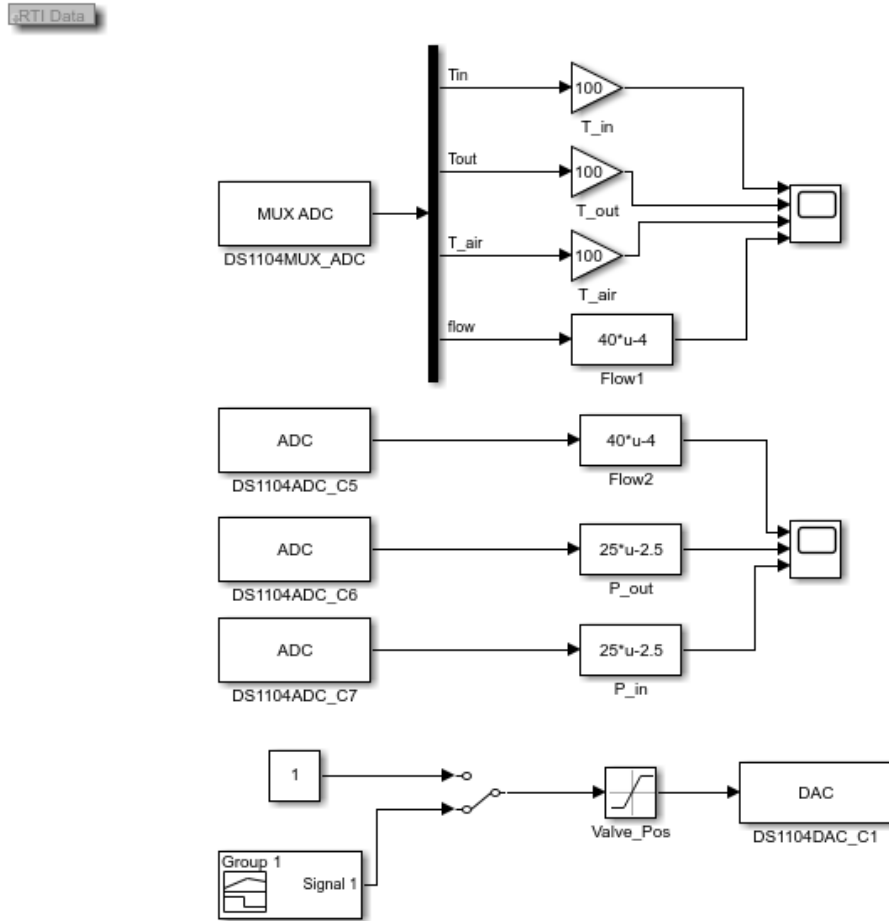 RTI Data
Tin
100
T_in
Tout
100
T_out
MUX ADC
DS1104MUX_ADC
T_air
100
T_air
flow
40*u-4
Flow1
ADC
DS1104ADC_C5
40*u-4
Flow2
ADC
DS1104ADC_C6
25*u-2.5
P_out
ADC
DS1104ADC_C7
25*u-2.5
P_in
1
Valve_Pos
DAC
DS1104DAC_C1
Group 1
Signal 1